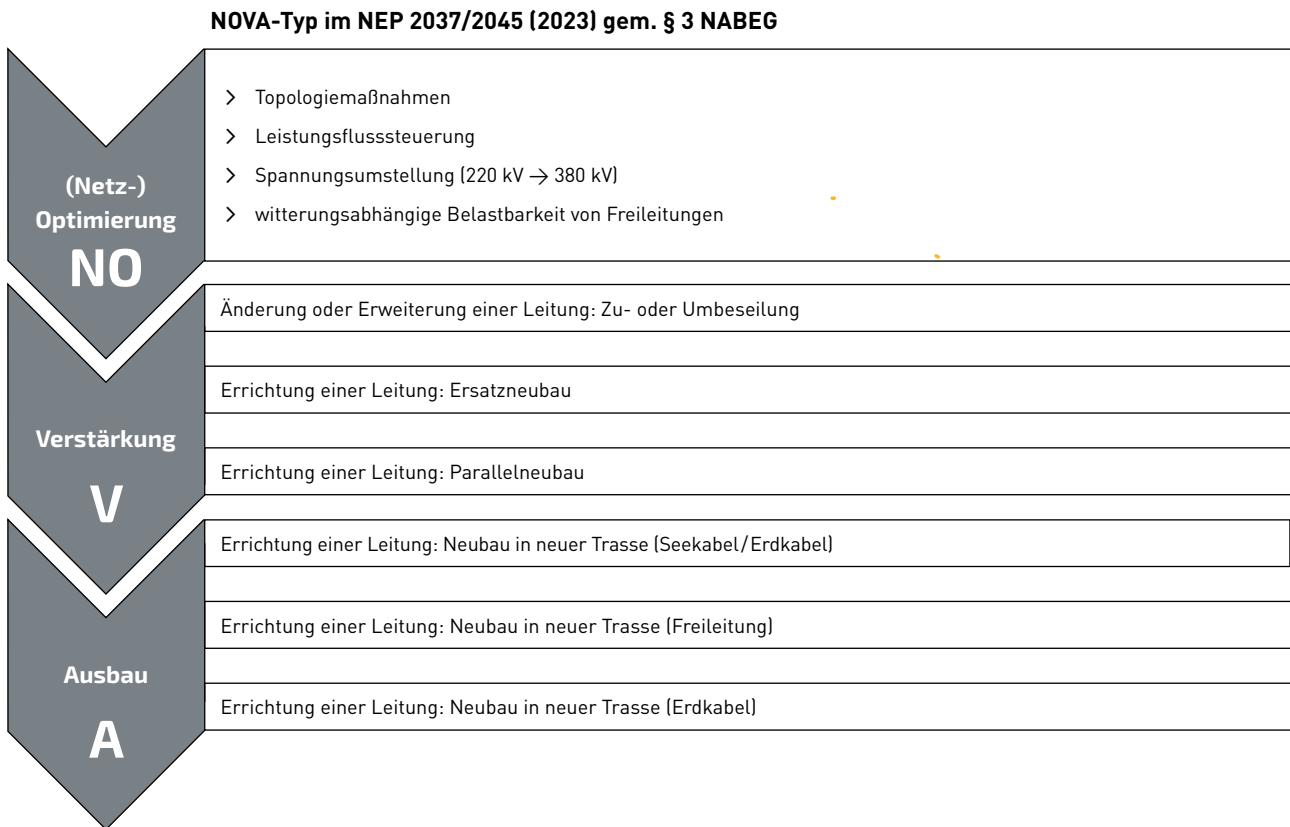 NOVA-Typ im NEP 2037/2045 (2023) gem. § 3 NABEG
(Netz-)
Optimierung
NO
> Topologiemaßnahmen
> Leistungsflusssteuerung
> Spannungsumstellung (220 kV → 380 kV)
> witterungsabhängige Belastbarkeit von Freileitungen
Verstärkung
V
Änderung oder Erweiterung einer Leitung: Zu- oder Umbeseilung
Errichtung einer Leitung: Ersatzneubau
Errichtung einer Leitung: Parallelneubau
Ausbau
A
Errichtung einer Leitung: Neubau in neuer Trasse (Seekabel/Erdkabel)
Errichtung einer Leitung: Neubau in neuer Trasse (Freileitung)
Errichtung einer Leitung: Neubau in neuer Trasse (Erdkabel)